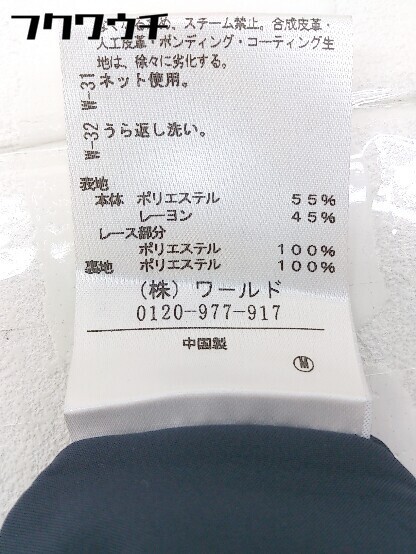 フクワウチ
スチーム禁止。合成皮革・
人工皮革・ボンディング・コーティング生
地は、徐々に劣化する。
W-31 ネット使用。
W-32 うら返し洗い。
表地
本体 ポリエステル 55%
レーヨン 45%
レース部分
ポリエステル 100%
裏地 ポリエステル 100%
(株) ワールド
0120-977-917
中国製
M